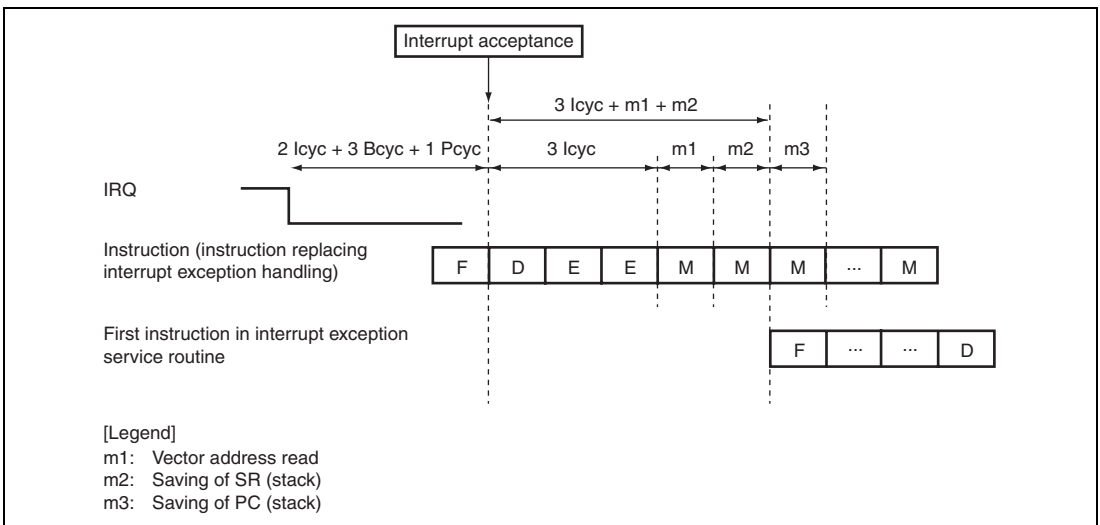 Interrupt acceptance
3 Icyc + m1 + m2
2 Icyc + 3 Bcyc + 1 Pcyc
3 Icyc
m1
m2
m3
IRQ
Instruction (instruction replacing
interrupt exception handling)
F D E E M M M ... M
First instruction in interrupt exception
service routine
F ... ... D
[Legend]
m1: Vector address read
m2: Saving of SR (stack)
m3: Saving of PC (stack)